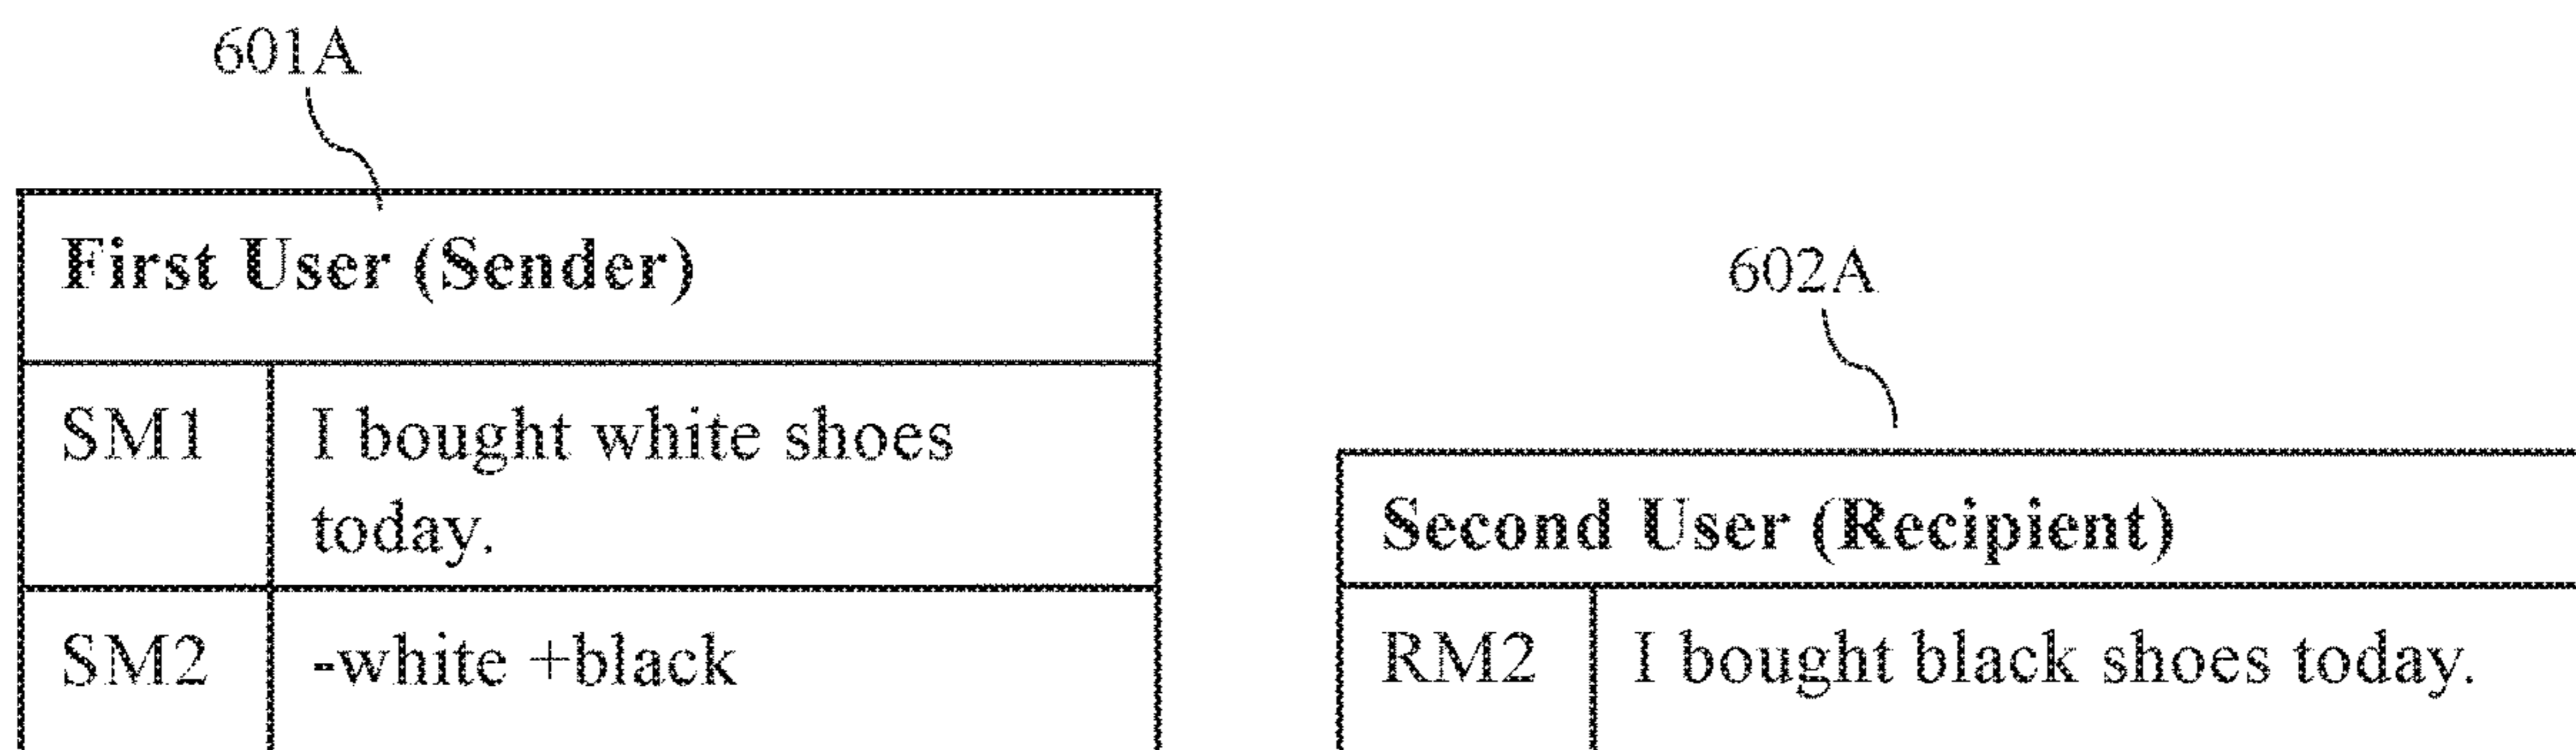 601A
First User (Sender)
SM1 I bought white shoes
today.
SM2 -white +black
602A
Second User (Recipient)
RM2 I bought black shoes today.